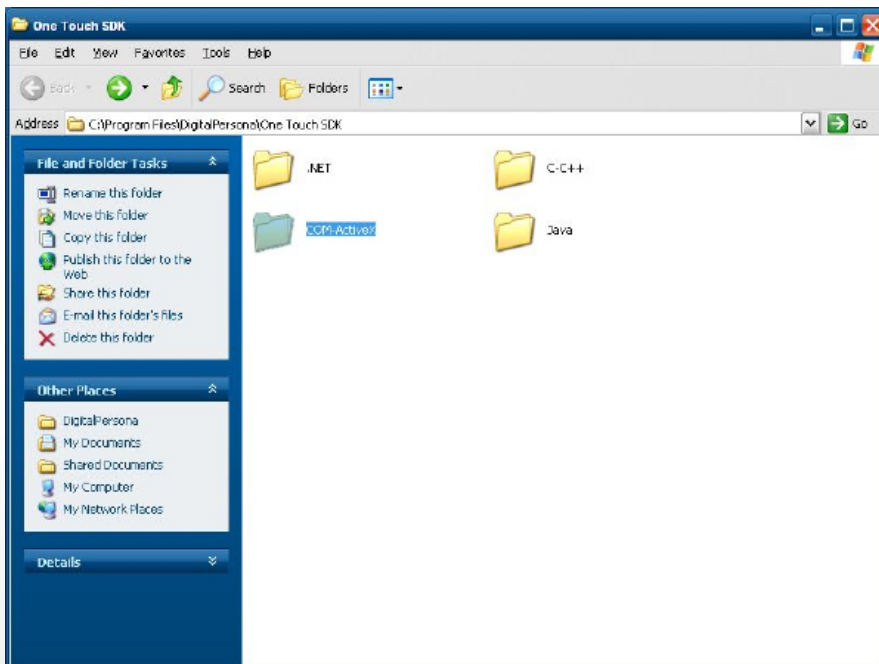 One Touch SDK
File Edit View Favorites Tools Help
Back Search Folders
Address C:\Program Files\DigitalPersona\One Touch SDK Go
File and Folder Tasks
Rename this folder
Move this folder
Copy this folder
Publish this folder to the
Web
Share this folder
E-mail this folder's files
Delete this folder
Other Places
DigitalPersona
My Documents
Shared Documents
My Computer
My Network Places
Details
.NET
C-C++
COM-ActiveX
Java